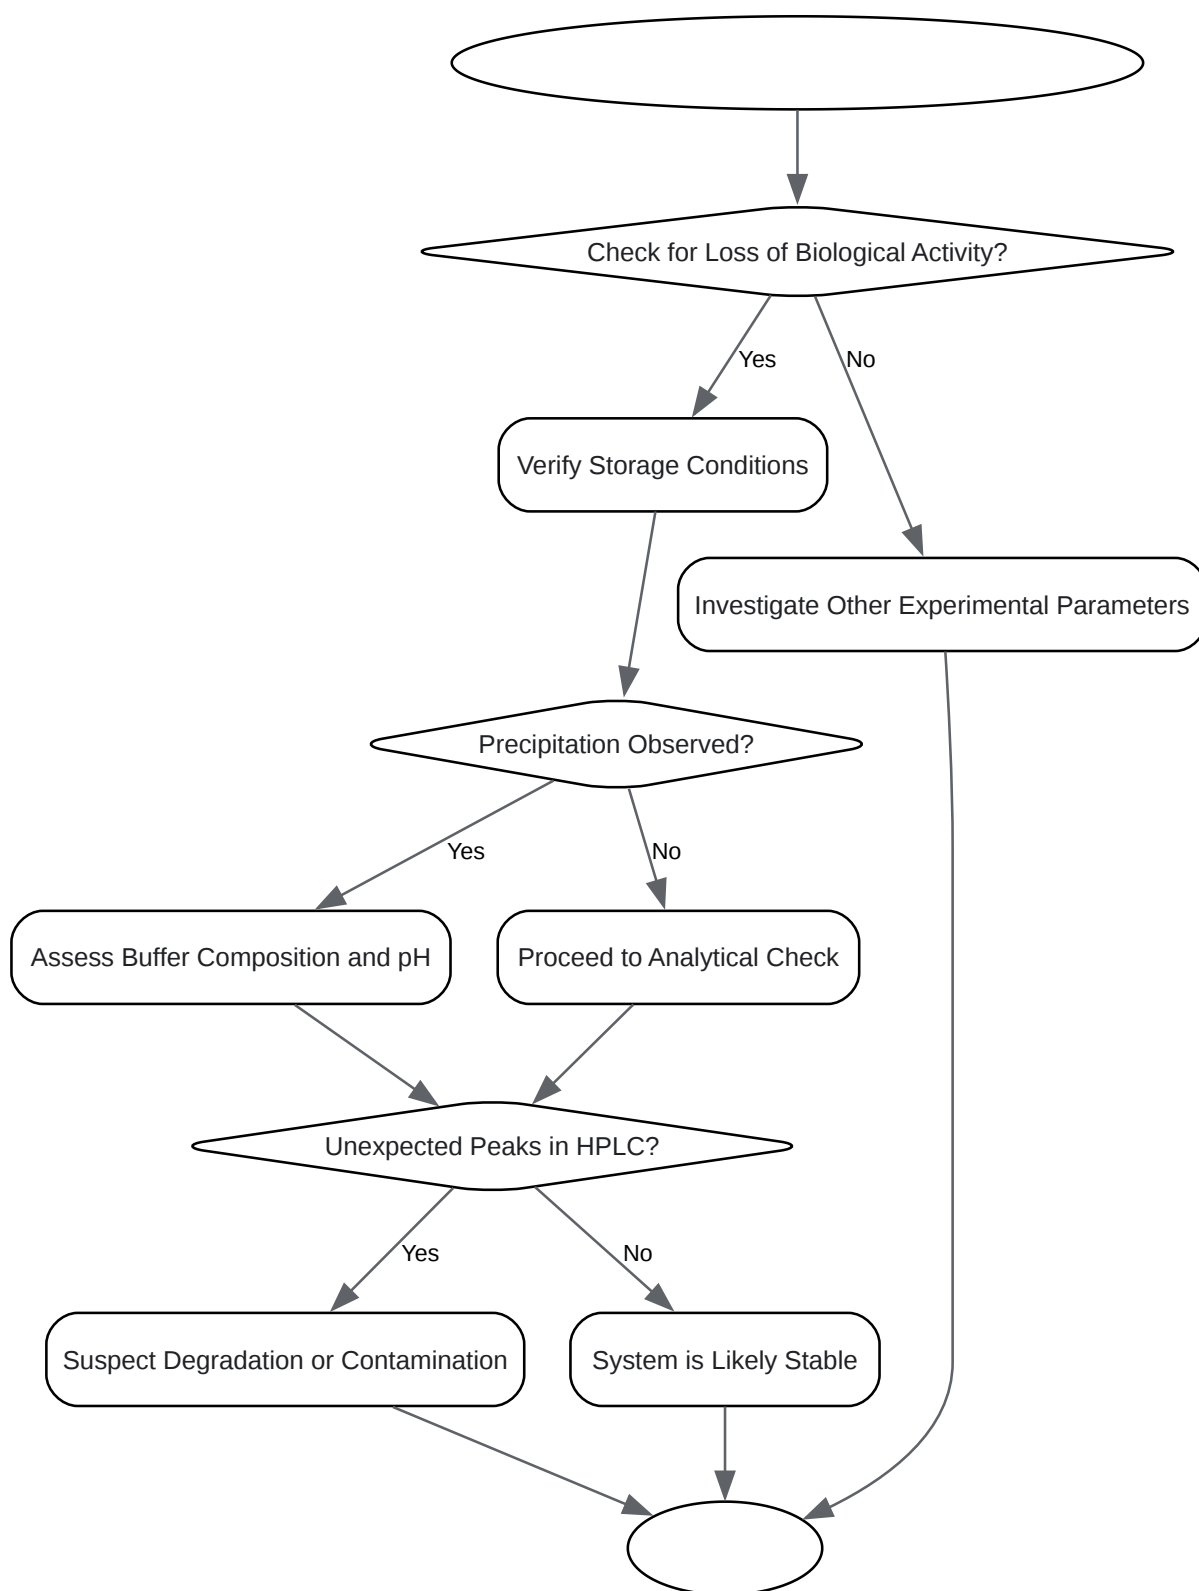 Check for Loss of Biological Activity?
Yes
No
Verify Storage Conditions
Investigate Other Experimental Parameters
Precipitation Observed?
Yes
No
Assess Buffer Composition and pH
Proceed to Analytical Check
Unexpected Peaks in HPLC?
Yes
No
Suspect Degradation or Contamination
System is Likely Stable